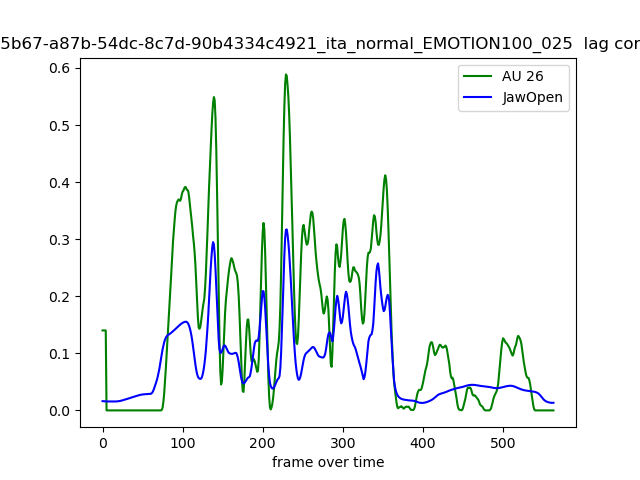 5b67-a87b-54dc-8c7d-90b4334c4921_ita_normal_EMOTION100_025  lag cor
AU 26
JawOpen
0.6
0.5
0.4
0.3
0.2
0.1
0.0
0 100 200 300 400 500
frame over time